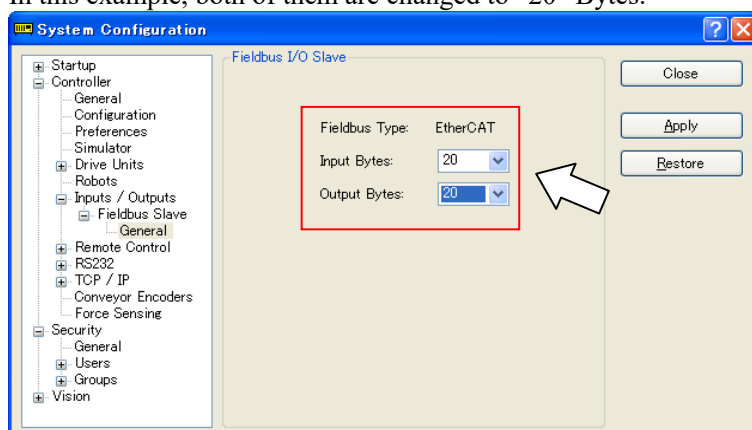 In this example, both of them are changed to "20" Bytes.
System Configuration
Startup
Controller
General
Configuration
Preferences
Simulator
Drive Units
Robots
Inputs / Outputs
Fieldbus Slave
General
Remote Control
RS232
TCP / IP
Conveyor Encoders
Force Sensing
Security
General
Users
Groups
Vision
Fieldbus I/O Slave
Fieldbus Type: EtherCAT
Input Bytes: 20
Output Bytes: 20
Close
Apply
Restore